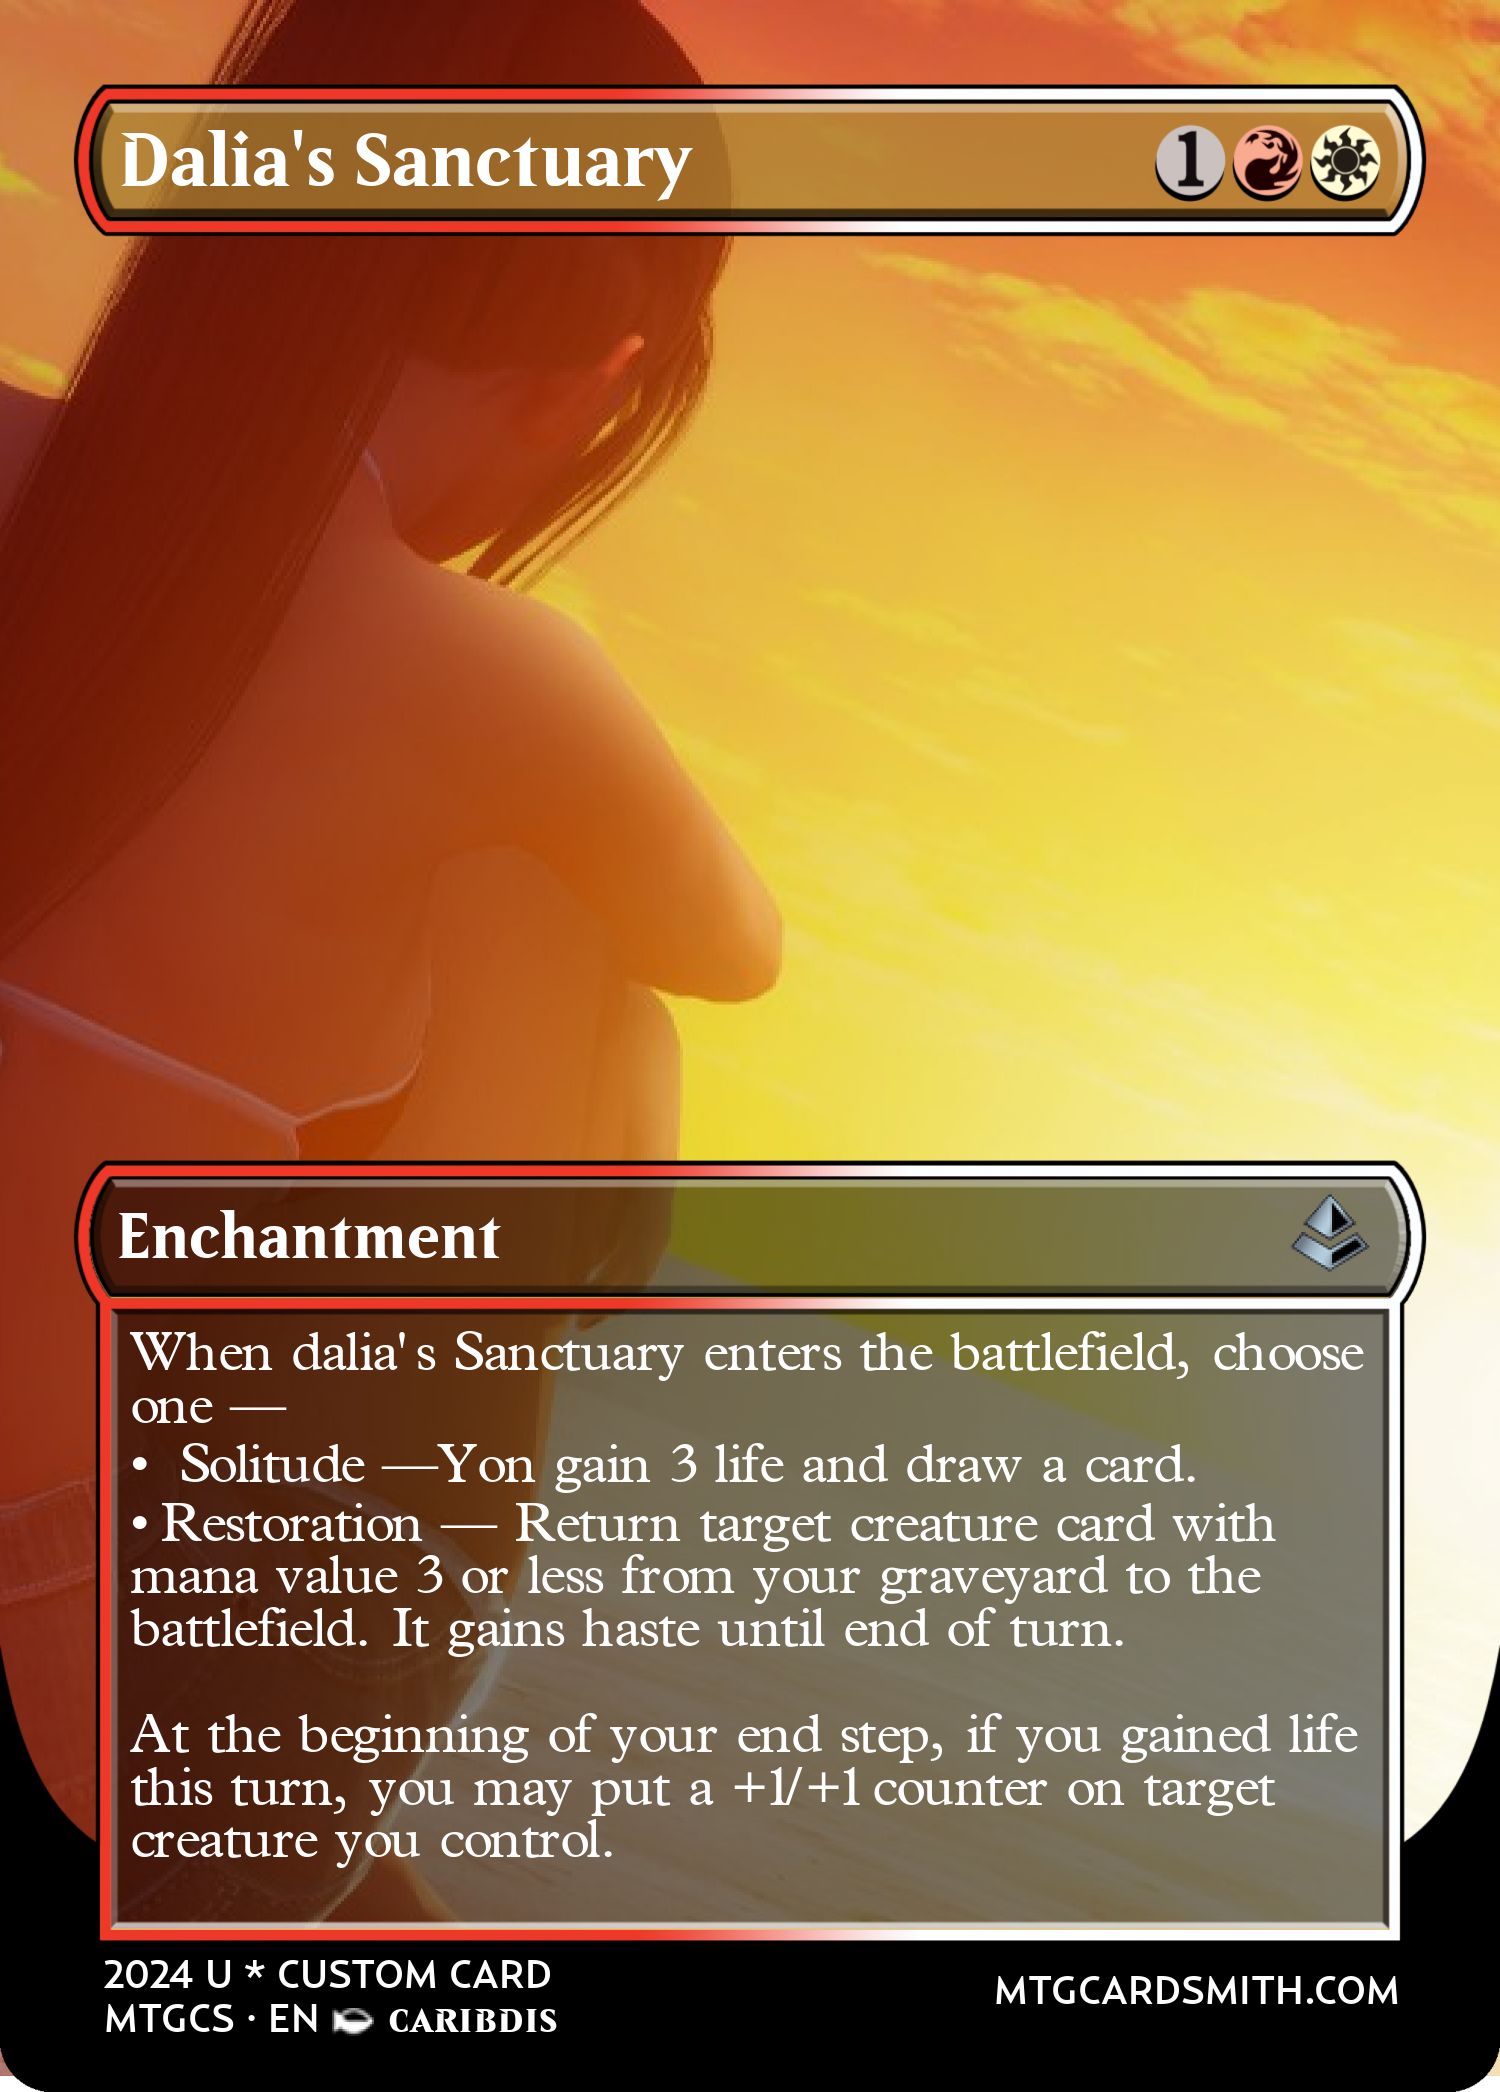 Dalia's Sanctuary
1
Enchantment
When dalia's Sanctuary enters the battlefield, choose
one —
• Solitude —Yon gain 3 life and draw a card.
• Restoration — Return target creature card with
mana value 3 or less from your graveyard to the
battlefield. It gains haste until end of turn.
At the beginning of your end step, if you gained life
this turn, you may put a +1/+1 counter on target
creature you control.
2024 U * CUSTOM CARD
MTGCS · EN CARIBDIS
MTGCARDSMITH.COM